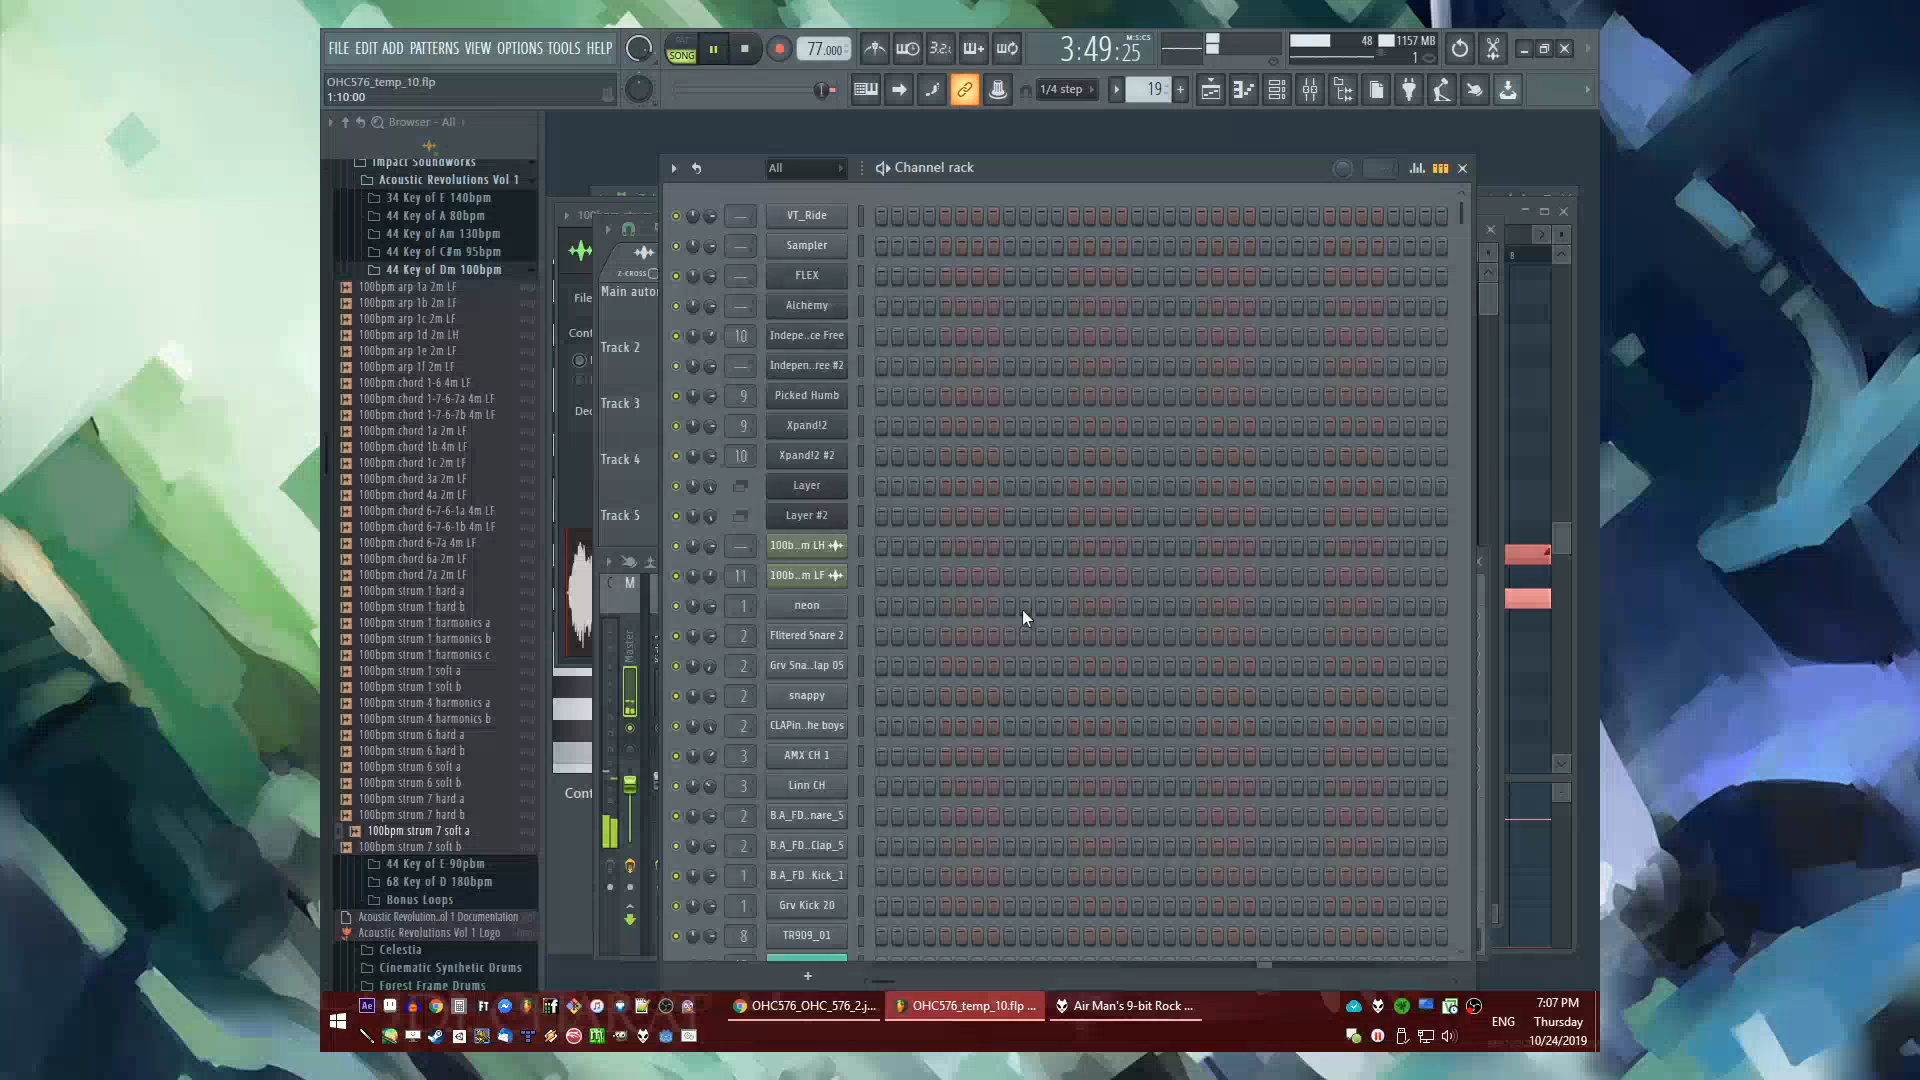 FILE EDIT ADD PATTERNS VIEW OPTIONS TOOLS HELP
SONG
77.000
3:49:25
M:S:CS
48
1157 MB
1
OHC576_temp_10.flp
1:10:00
1/4 step
19
Browser - All
All
Channel rack
Impact Soundworks
Acoustic Revolutions Vol 1
34 Key of E 140bpm
44 Key of A 80bpm
44 Key of Am 130bpm
44 Key of C#m 95bpm
44 Key of Dm 100bpm
100bpm arp 1a 2m LF
100bpm arp 1b 2m LF
100bpm arp 1c 2m LF
100bpm arp 1d 2m LH
100bpm arp 1e 2m LF
100bpm arp 1f 2m LF
100bpm chord 1-6 4m LF
100bpm chord 1-7-6-7a 4m LF
100bpm chord 1-7-6-7b 4m LF
100bpm chord 1a 2m LF
100bpm chord 1b 4m LF
100bpm chord 1c 2m LF
100bpm chord 3a 2m LF
100bpm chord 4a 2m LF
100bpm chord 6-7-6-1a 4m LF
100bpm chord 6-7-6-1b 4m LF
100bpm chord 6-7a 4m LF
100bpm chord 6a 2m LF
100bpm chord 7a 2m LF
100bpm strum 1 hard a
100bpm strum 1 hard b
100bpm strum 1 harmonics a
100bpm strum 1 harmonics b
100bpm strum 1 harmonics c
100bpm strum 1 soft a
100bpm strum 1 soft b
100bpm strum 4 harmonics a
100bpm strum 4 harmonics b
100bpm strum 6 hard a
100bpm strum 6 hard b
100bpm strum 6 soft a
100bpm strum 6 soft b
100bpm strum 7 hard a
100bpm strum 7 hard b
100bpm strum 7 soft a
100bpm strum 7 soft b
44 Key of E 90pbm
68 Key of D 180bpm
Bonus Loops
Acoustic Revolution..ol 1 Documentation
Acoustic Revolutions Vol 1 Logo
Celestia
Cinematic Synthetic Drums
Forest Frame Drums
Z-CROSS
File
Main autor
Cont
Track 2
Track 3
Dec
Track 4
Track 5
M
Master
Cont
VT_Ride
Sampler
FLEX
Alchemy
10 Indepe..ce Free
Indepen..ree #2
9 Picked Humb
9 Xpand!2
10 Xpand!2 #2
Layer
Layer #2
100b..m LH
11 100b..m LF
1 neon
2 Flitered Snare 2
2 Grv Sna..lap 05
2 snappy
2 CLAPin..he boys
3 AMX CH 1
3 Linn CH
2 B.A_FD..nare_5
2 B.A_FD..Clap_5
1 B.A_FD..Kick_1
1 Grv Kick 20
8 TR909_01
+
8
OHC576_OHC_576_2.j...
OHC576_temp_10.flp ...
Air Man's 9-bit Rock ...
ENG
7:07 PM
Thursday
10/24/2019